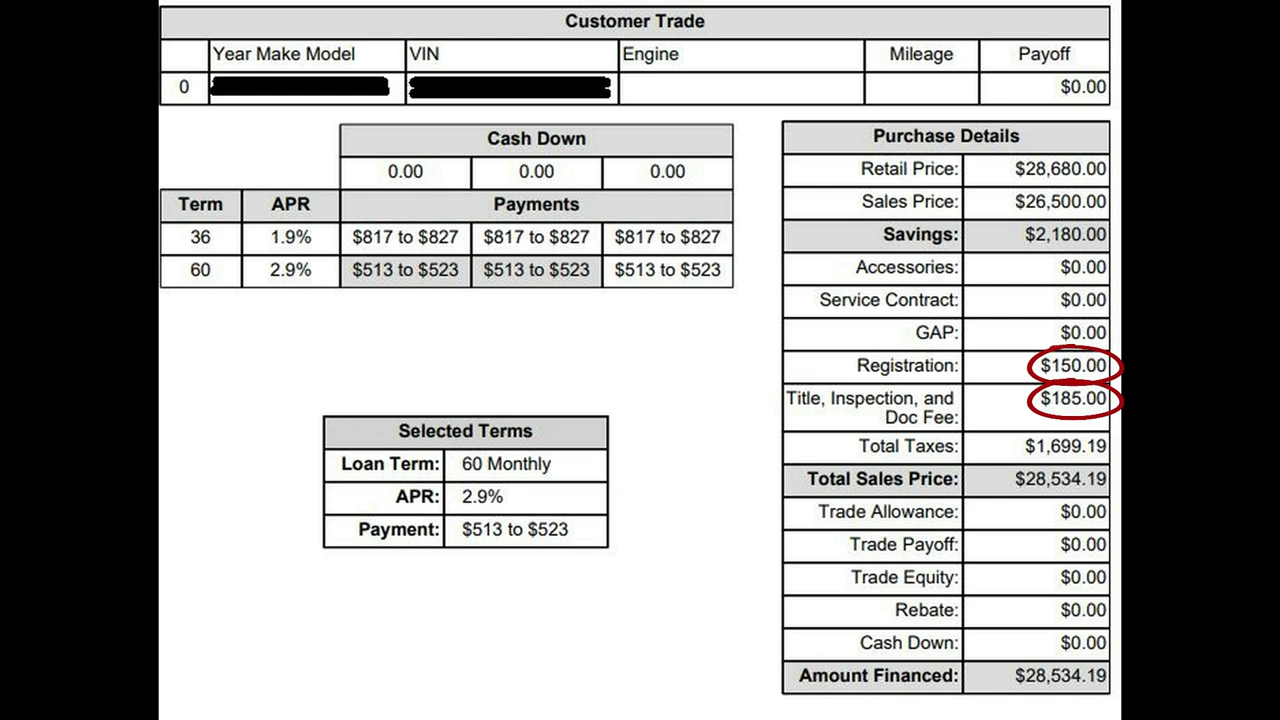 Customer Trade
Year Make Model VIN Engine Mileage Payoff
0 $0.00
Cash Down
0.00 0.00 0.00
Term APR Payments
36 1.9% $817 to $827 $817 to $827 $817 to $827
60 2.9% $513 to $523 $513 to $523 $513 to $523
Selected Terms
Loan Term: 60 Monthly
APR: 2.9%
Payment: $513 to $523
Purchase Details
Retail Price: $28,680.00
Sales Price: $26,500.00
Savings: $2,180.00
Accessories: $0.00
Service Contract: $0.00
GAP: $0.00
Registration: $150.00
Title, Inspection, and $185.00
Doc Fee:
Total Taxes: $1,699.19
Total Sales Price: $28,534.19
Trade Allowance: $0.00
Trade Payoff: $0.00
Trade Equity: $0.00
Rebate: $0.00
Cash Down: $0.00
Amount Financed: $28,534.19